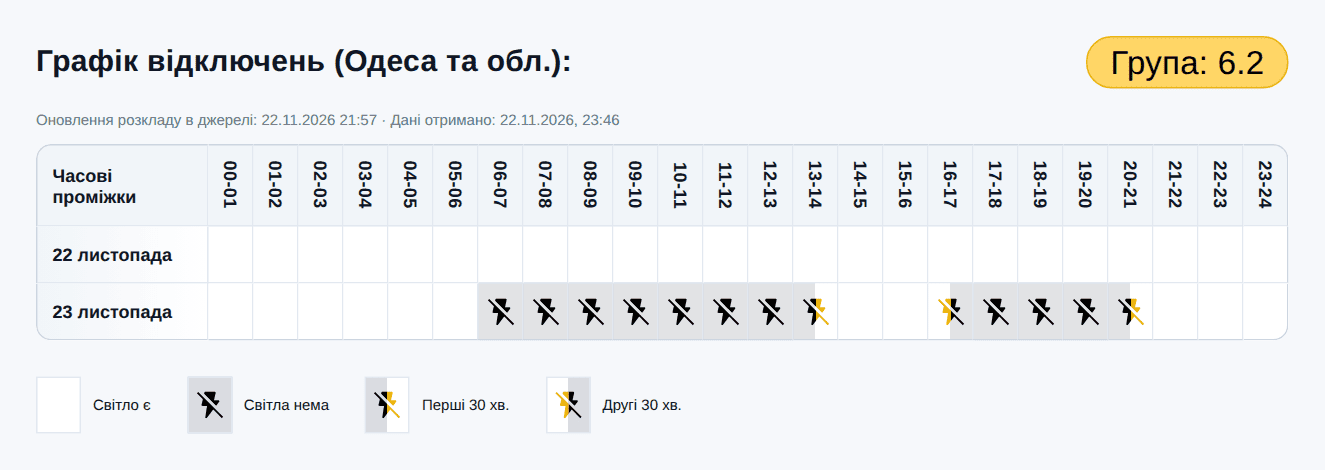 Графік відключень (Одеса та обл.):
Група: 6.2
Оновлення розкладу в джерелі: 22.11.2026 21:57 · Дані отримано: 22.11.2026, 23:46
Часові
проміжки
00-01
01-02
02-03
03-04
04-05
05-06
06-07
07-08
08-09
09-10
10-11
11-12
12-13
13-14
14-15
15-16
16-17
17-18
18-19
19-20
20-21
21-22
22-23
23-24
22 листопада
23 листопада
Світло є
Світла нема
Перші 30 хв.
Другі 30 хв.